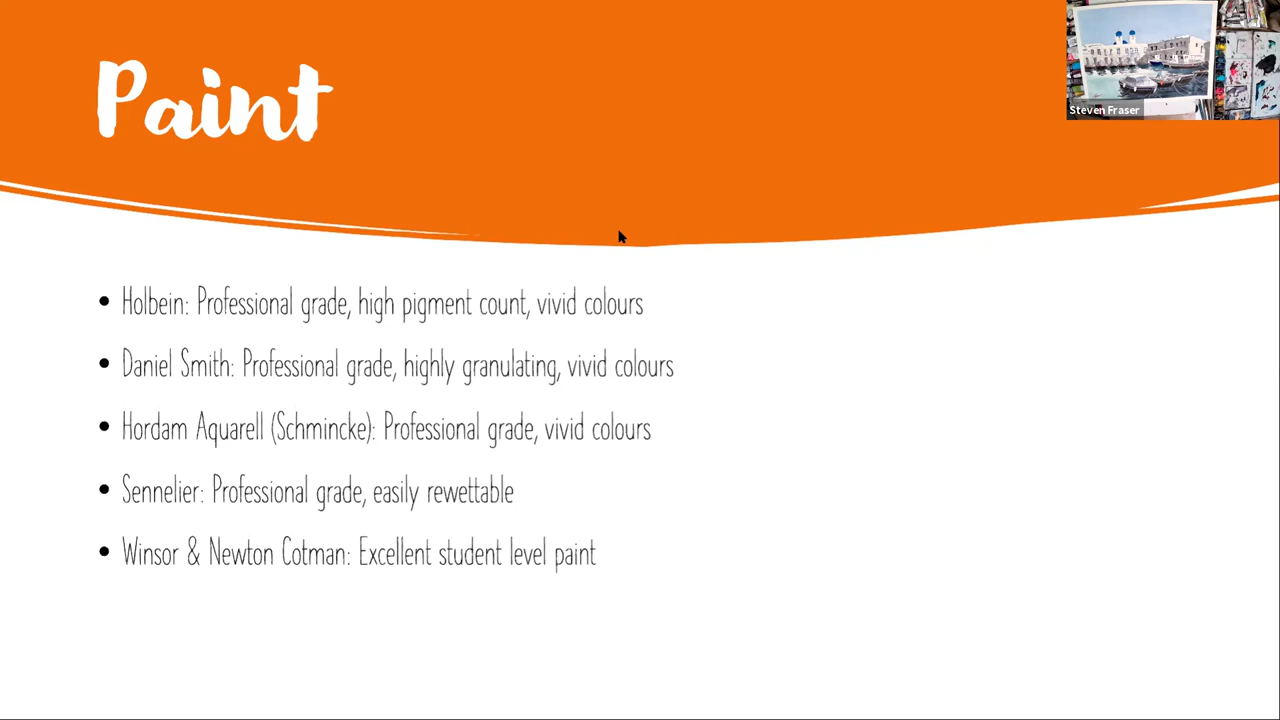 Paint
Steven Fraser
• Holbein: Professional grade, high pigment count, vivid colours
• Daniel Smith: Professional grade, highly granulating, vivid colours
• Hordam Aquarell (Schmincke): Professional grade, vivid colours
• Sennelier: Professional grade, easily rewettable
• Winsor & Newton Cotman: Excellent student level paint